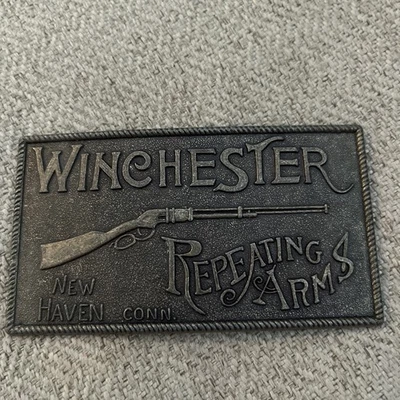 WINCHESTER
REPEATING
ARMS
NEW
HAVEN CONN.